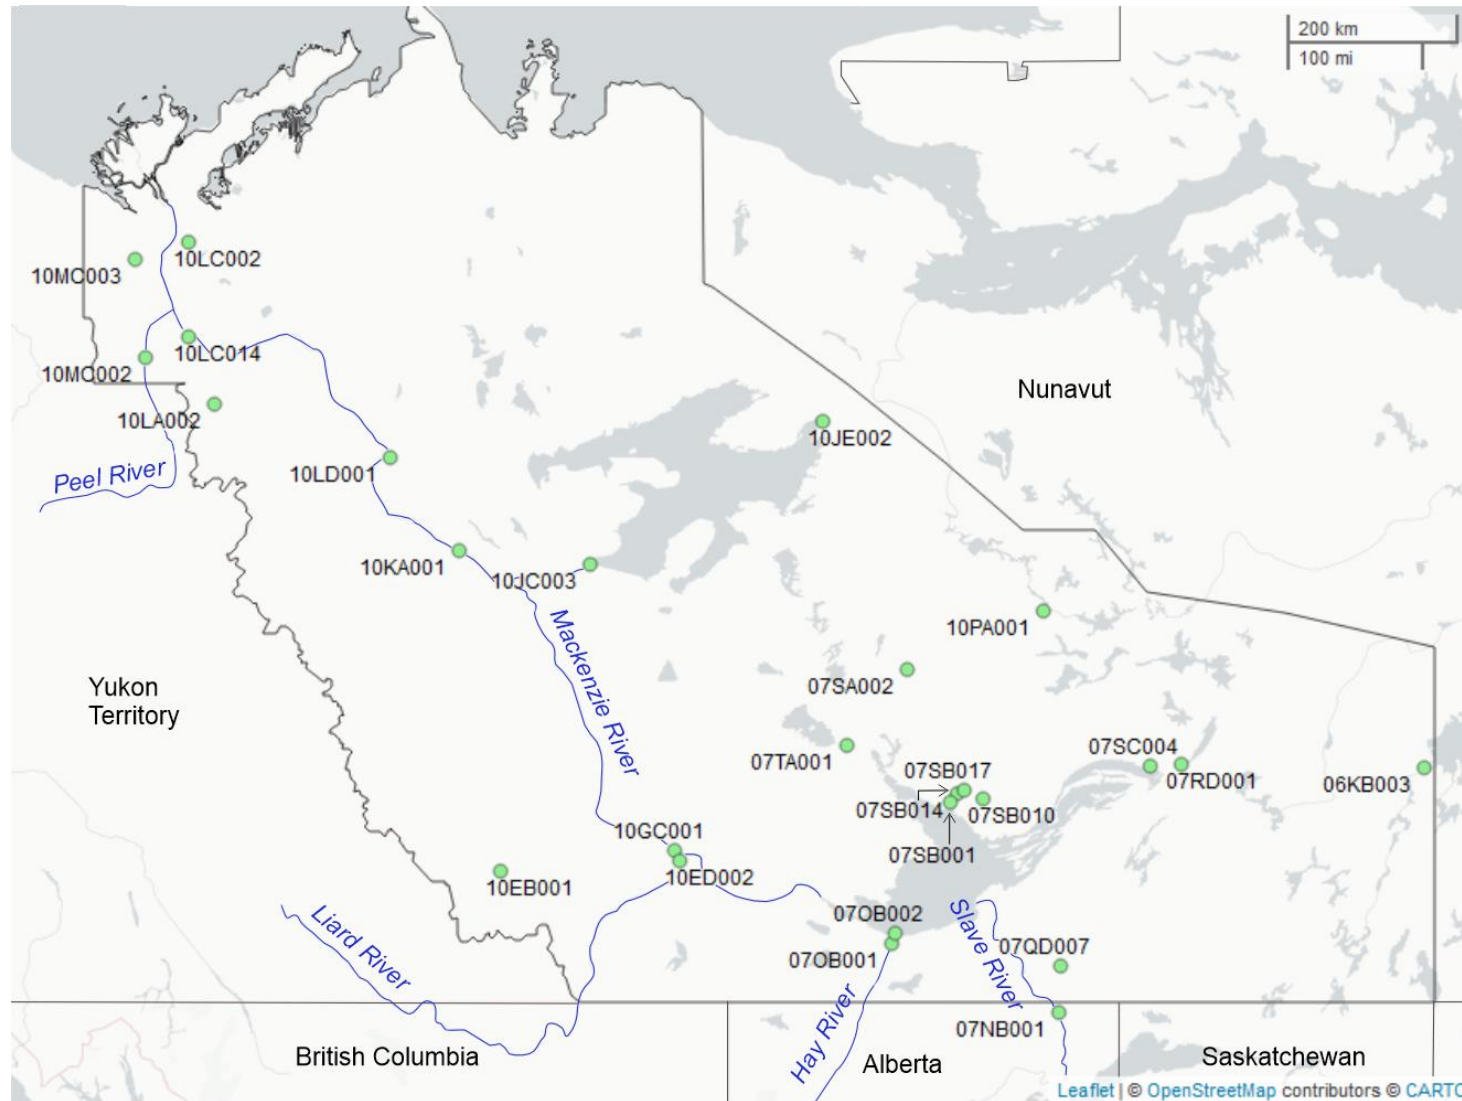 200 km
100 mi
10LC002
10MC003
10LC014
10MC002
10LA002
Nunavut
10JE002
Peel River
10LD001
10KA001
10JC003
Mackenzie River
10PA001
07SA002
Yukon
Territory
07SC004
07TA001
07SB017
07RD001
06KB003
07SB014
07SB010
10GC001
07SB001
10ED002
10EB001
07OB002
Liard River
Slave River
07QD007
07OB001
07NB001
Hay River
British Columbia
Alberta
Saskatchewan
Leaflet | © OpenStreetMap contributors © CARTO